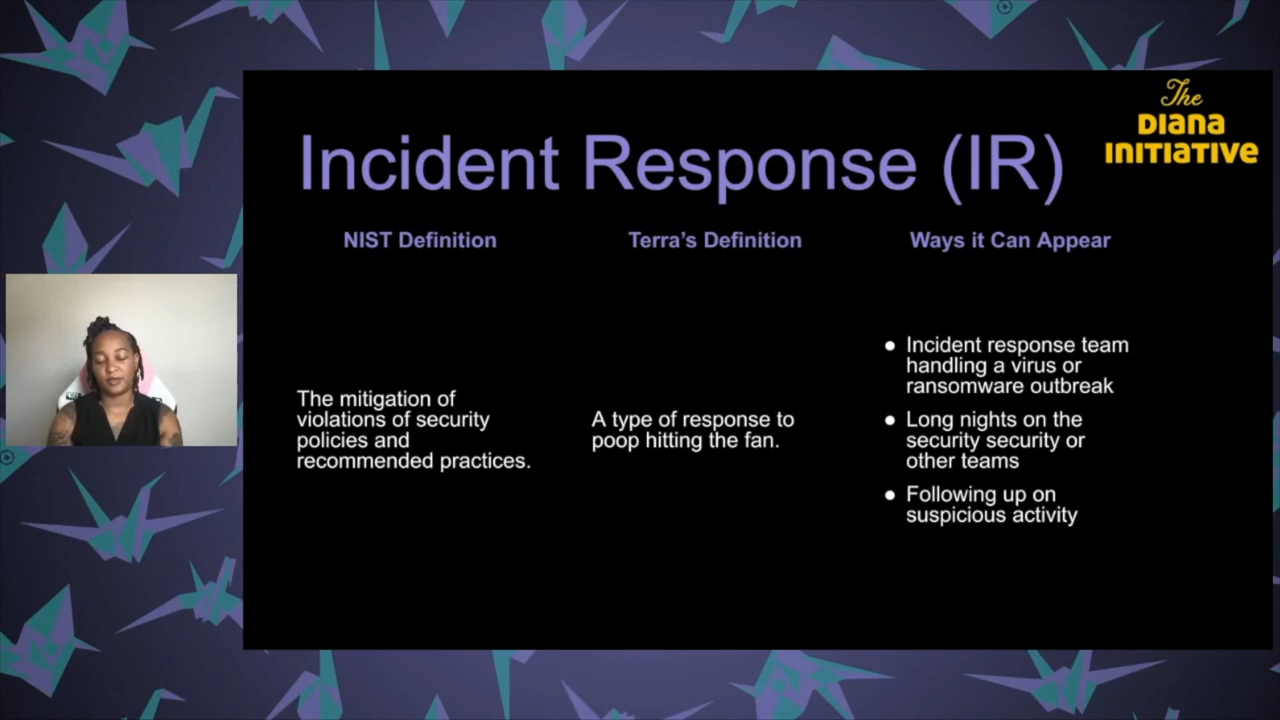 The
DIANA
INITIATIVE
Incident Response (IR)
NIST Definition
Terra’s Definition
Ways it Can Appear
The mitigation of
violations of security
policies and
recommended practices.
A type of response to
poop hitting the fan.
● Incident response team
handling a virus or
ransomware outbreak
● Long nights on the
security security or
other teams
● Following up on
suspicious activity